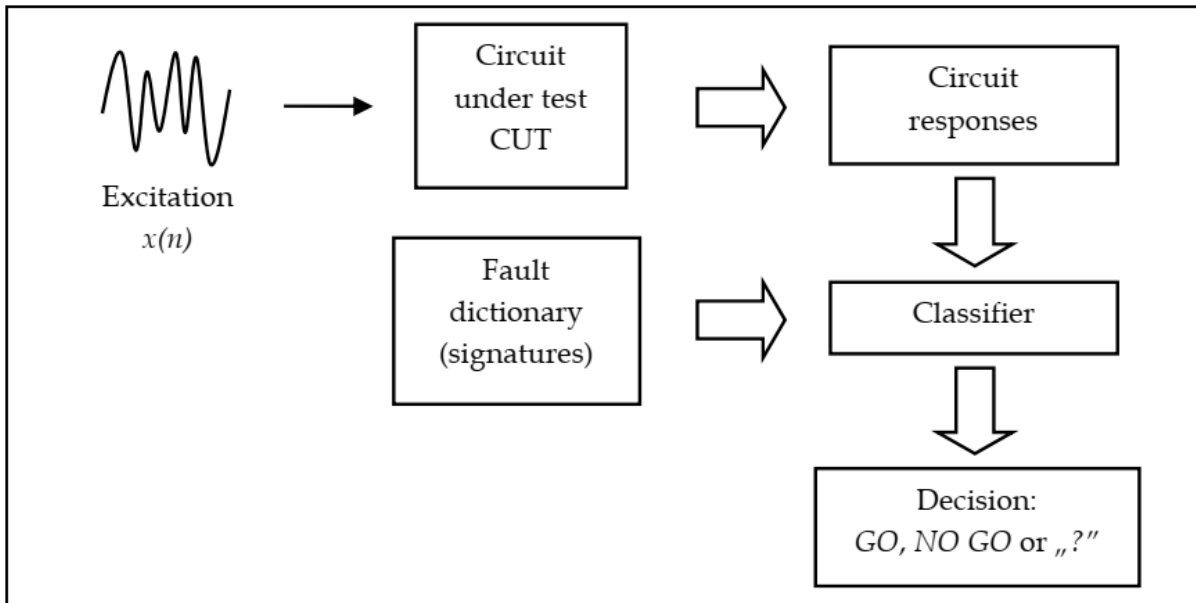 Excitation
x(n)
Circuit
under test
CUT
Circuit
responses
Fault
dictionary
(signatures)
Classifier
Decision:
GO, NO GO or „?”